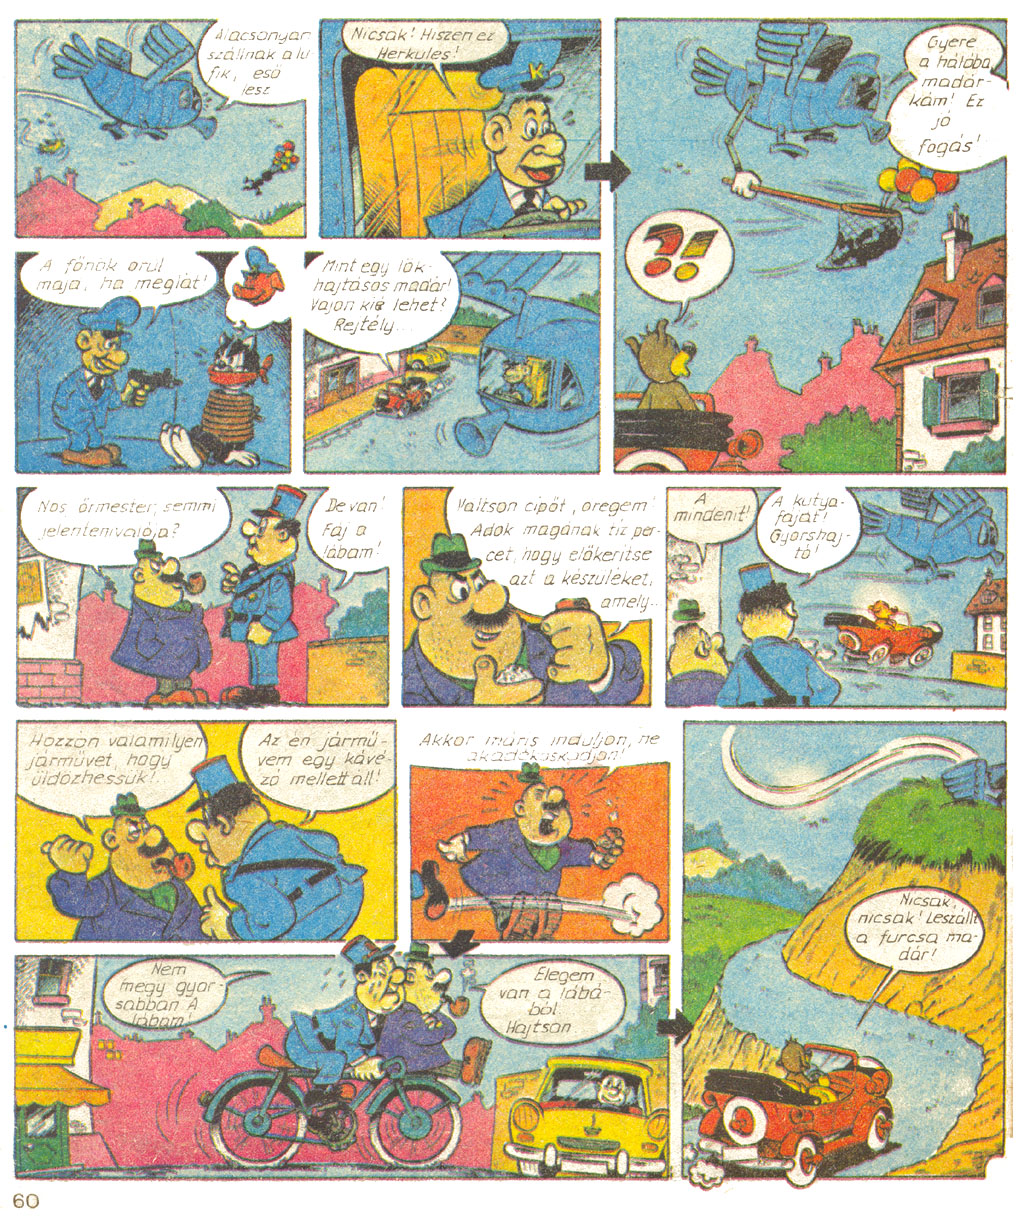 Alacsonyan
szállnak a lu
fik, eső
lesz
Nicsak! Hiszen ez
Herkules!
K
Gyere
a hálóba,
madár-
kám! Ez
jó
fogás!
A főnök örül
majd, ha meglát!
Mint egy lök-
hajtásos madár!
Vajon kié lehet?
Rejtély...
?!
Nos őrmester, semmi
jelentenivalója?
De van!
Fáj a
lábam!
Váltson cipőt, öregem!
Adok magának tíz per-
cet, hogy előkerítse
azt a készüléket,
amely...
A
mindenit!
A kutya-
fáját!
Gyorshaj-
tó!
Hozzon valamilyen
járművet, hogy
üldözhessük!
Az én jármű-
vem egy kávé-
zó mellett áll!
Akkor máris induljon, ne
akadékoskodjon!
Nem
megy gyor-
sabban A
lábam!
Elegem
van a lábá-
ból
Hajtson
Nicsak,
nicsak! Leszállt
a furcsa ma-
dár!
60